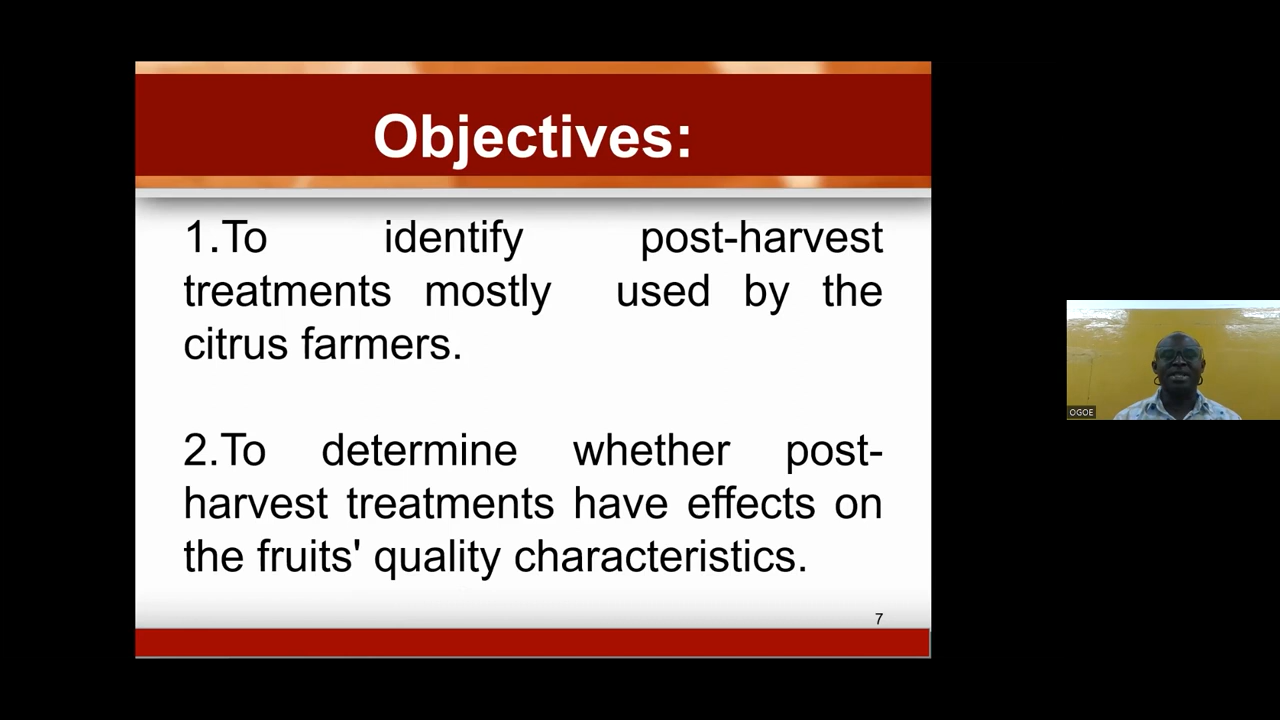 Objectives:
1.To identify post-harvest
treatments mostly used by the
citrus farmers.
2.To determine whether post-
harvest treatments have effects on
the fruits' quality characteristics.
7
OGOE